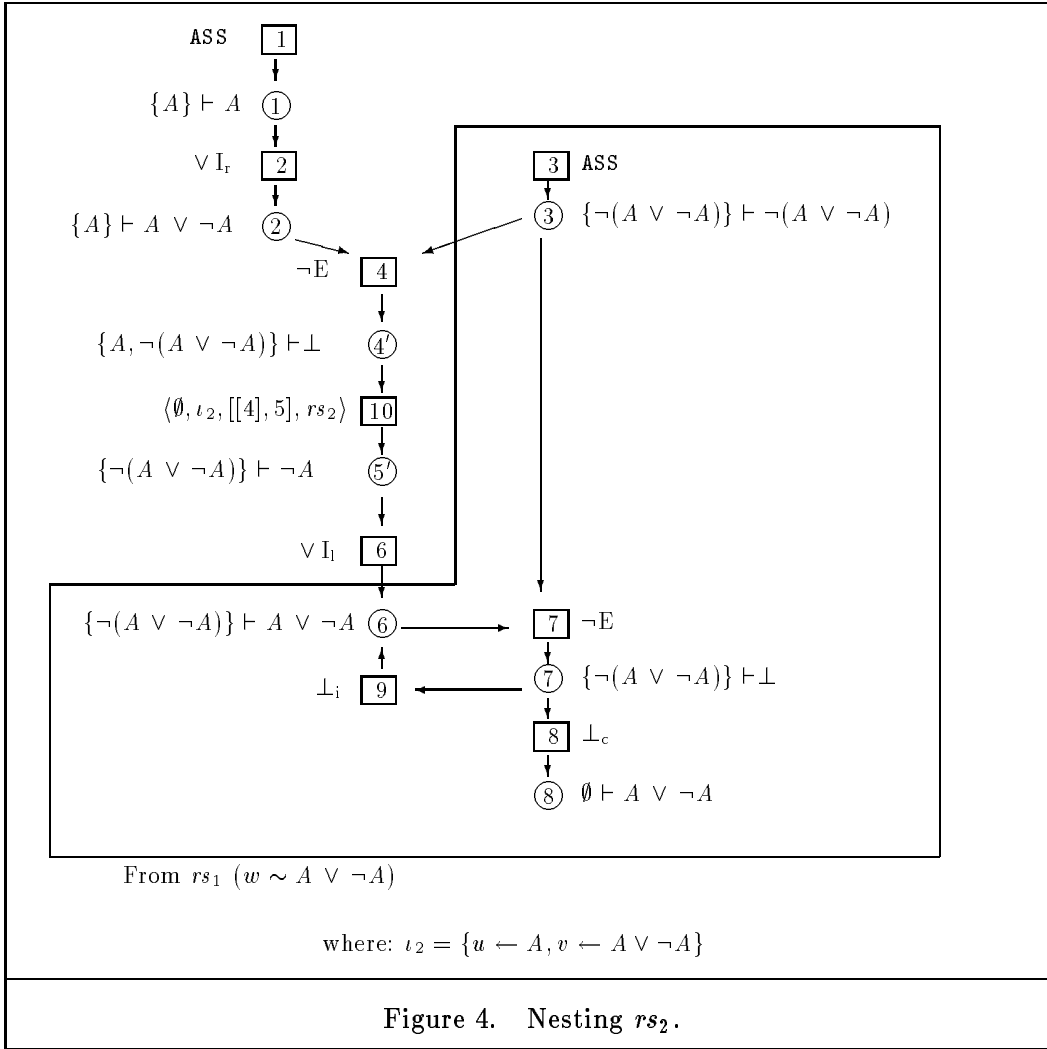 ASS 1
{A} ⊢ A 1
∨ I_r 2
3 ASS
{A} ⊢ A ∨ ¬A 2
3 {¬(A ∨ ¬A)} ⊢ ¬(A ∨ ¬A)
¬E 4
{A, ¬(A ∨ ¬A)} ⊢⊥ 4′
⟨∅, ι₂, [[4], 5], rs₂⟩ 10
{¬(A ∨ ¬A)} ⊢ ¬A 5′
∨ I_l 6
{¬(A ∨ ¬A)} ⊢ A ∨ ¬A 6
7 ¬E
⊥_i 9
7 {¬(A ∨ ¬A)} ⊢⊥
8 ⊥_c
8 ∅ ⊢ A ∨ ¬A
From rs₁ (w ∼ A ∨ ¬A)
where: ι₂ = {u ← A, v ← A ∨ ¬A}
Figure 4. Nesting rs₂.